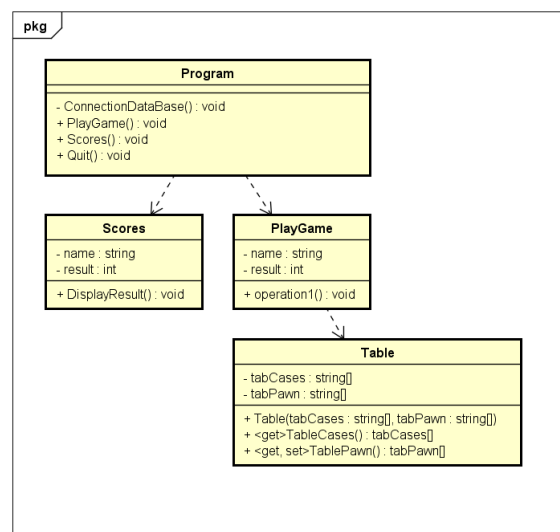 pkg
Program
- ConnectionDataBase() : void
+ PlayGame() : void
+ Scores() : void
+ Quit() : void
Scores
- name : string
- result : int
+ DisplayResult() : void
PlayGame
- name : string
- result : int
+ operation1() : void
Table
- tabCases : string[]
- tabPawn : string[]
+ Table(tabCases : string[], tabPawn : string[])
+ <get>TableCases() : tabCases[]
+ <get, set>TablePawn() : tabPawn[]